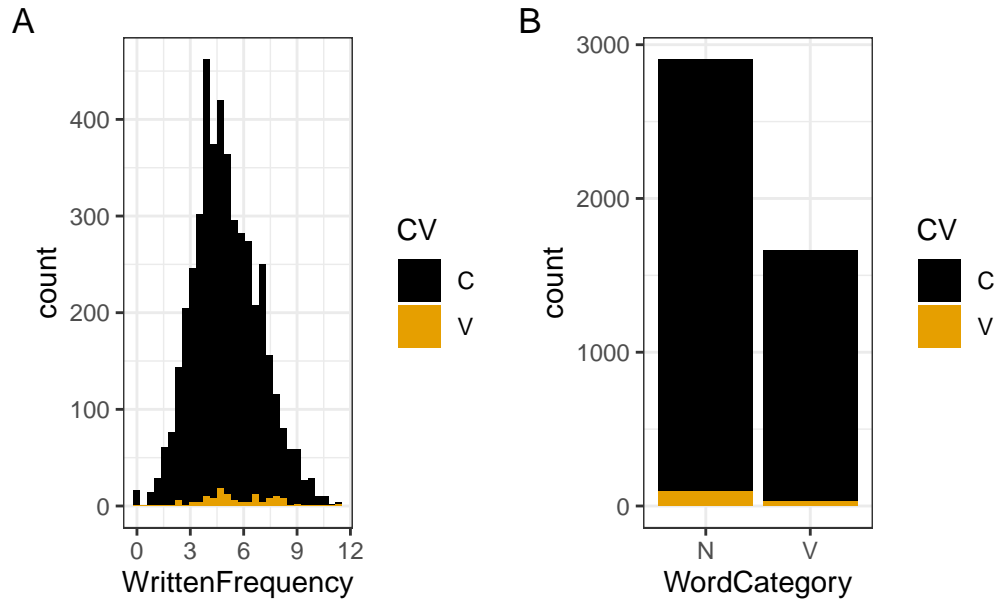 A
count
400
300
200
100
0
0 3 6 9 12
WrittenFrequency
CV
C
V
B
count
3000
2000
1000
0
N V
WordCategory
CV
C
V